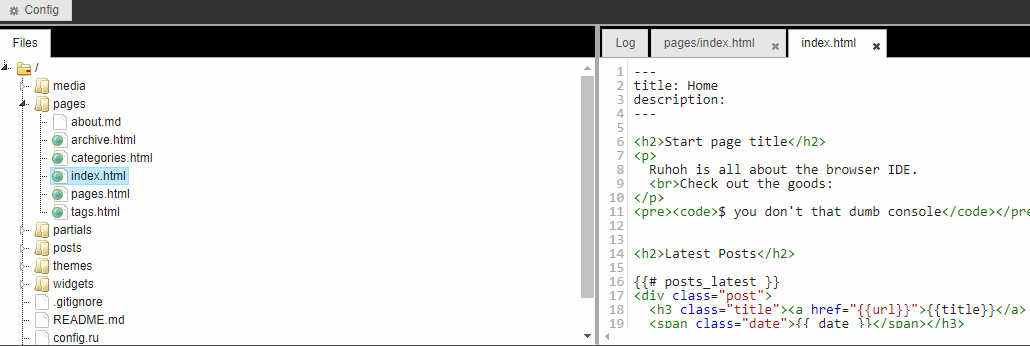 Config
Files
/
media
pages
about.md
archive.html
categories.html
index.html
pages.html
tags.html
partials
posts
themes
widgets
.gitignore
README.md
config.ru
Log pages/index.html × index.html ×
1 ---
2 title: Home
3 description:
4 ---
5
6 <h2>Start page title</h2>
7 <p>
8 Ruhoh is all about the browser IDE.
9 <br>Check out the goods:
10 </p>
11 <pre><code>$ you don't that dumb console</code></pre
12
13
14 <h2>Latest Posts</h2>
15
16 {{# posts_latest }}
17 <div class="post">
18 <h3 class="title"><a href="{{url}}">{{title}}</a>
19 <span class="date">{{ date }}</span></h3>